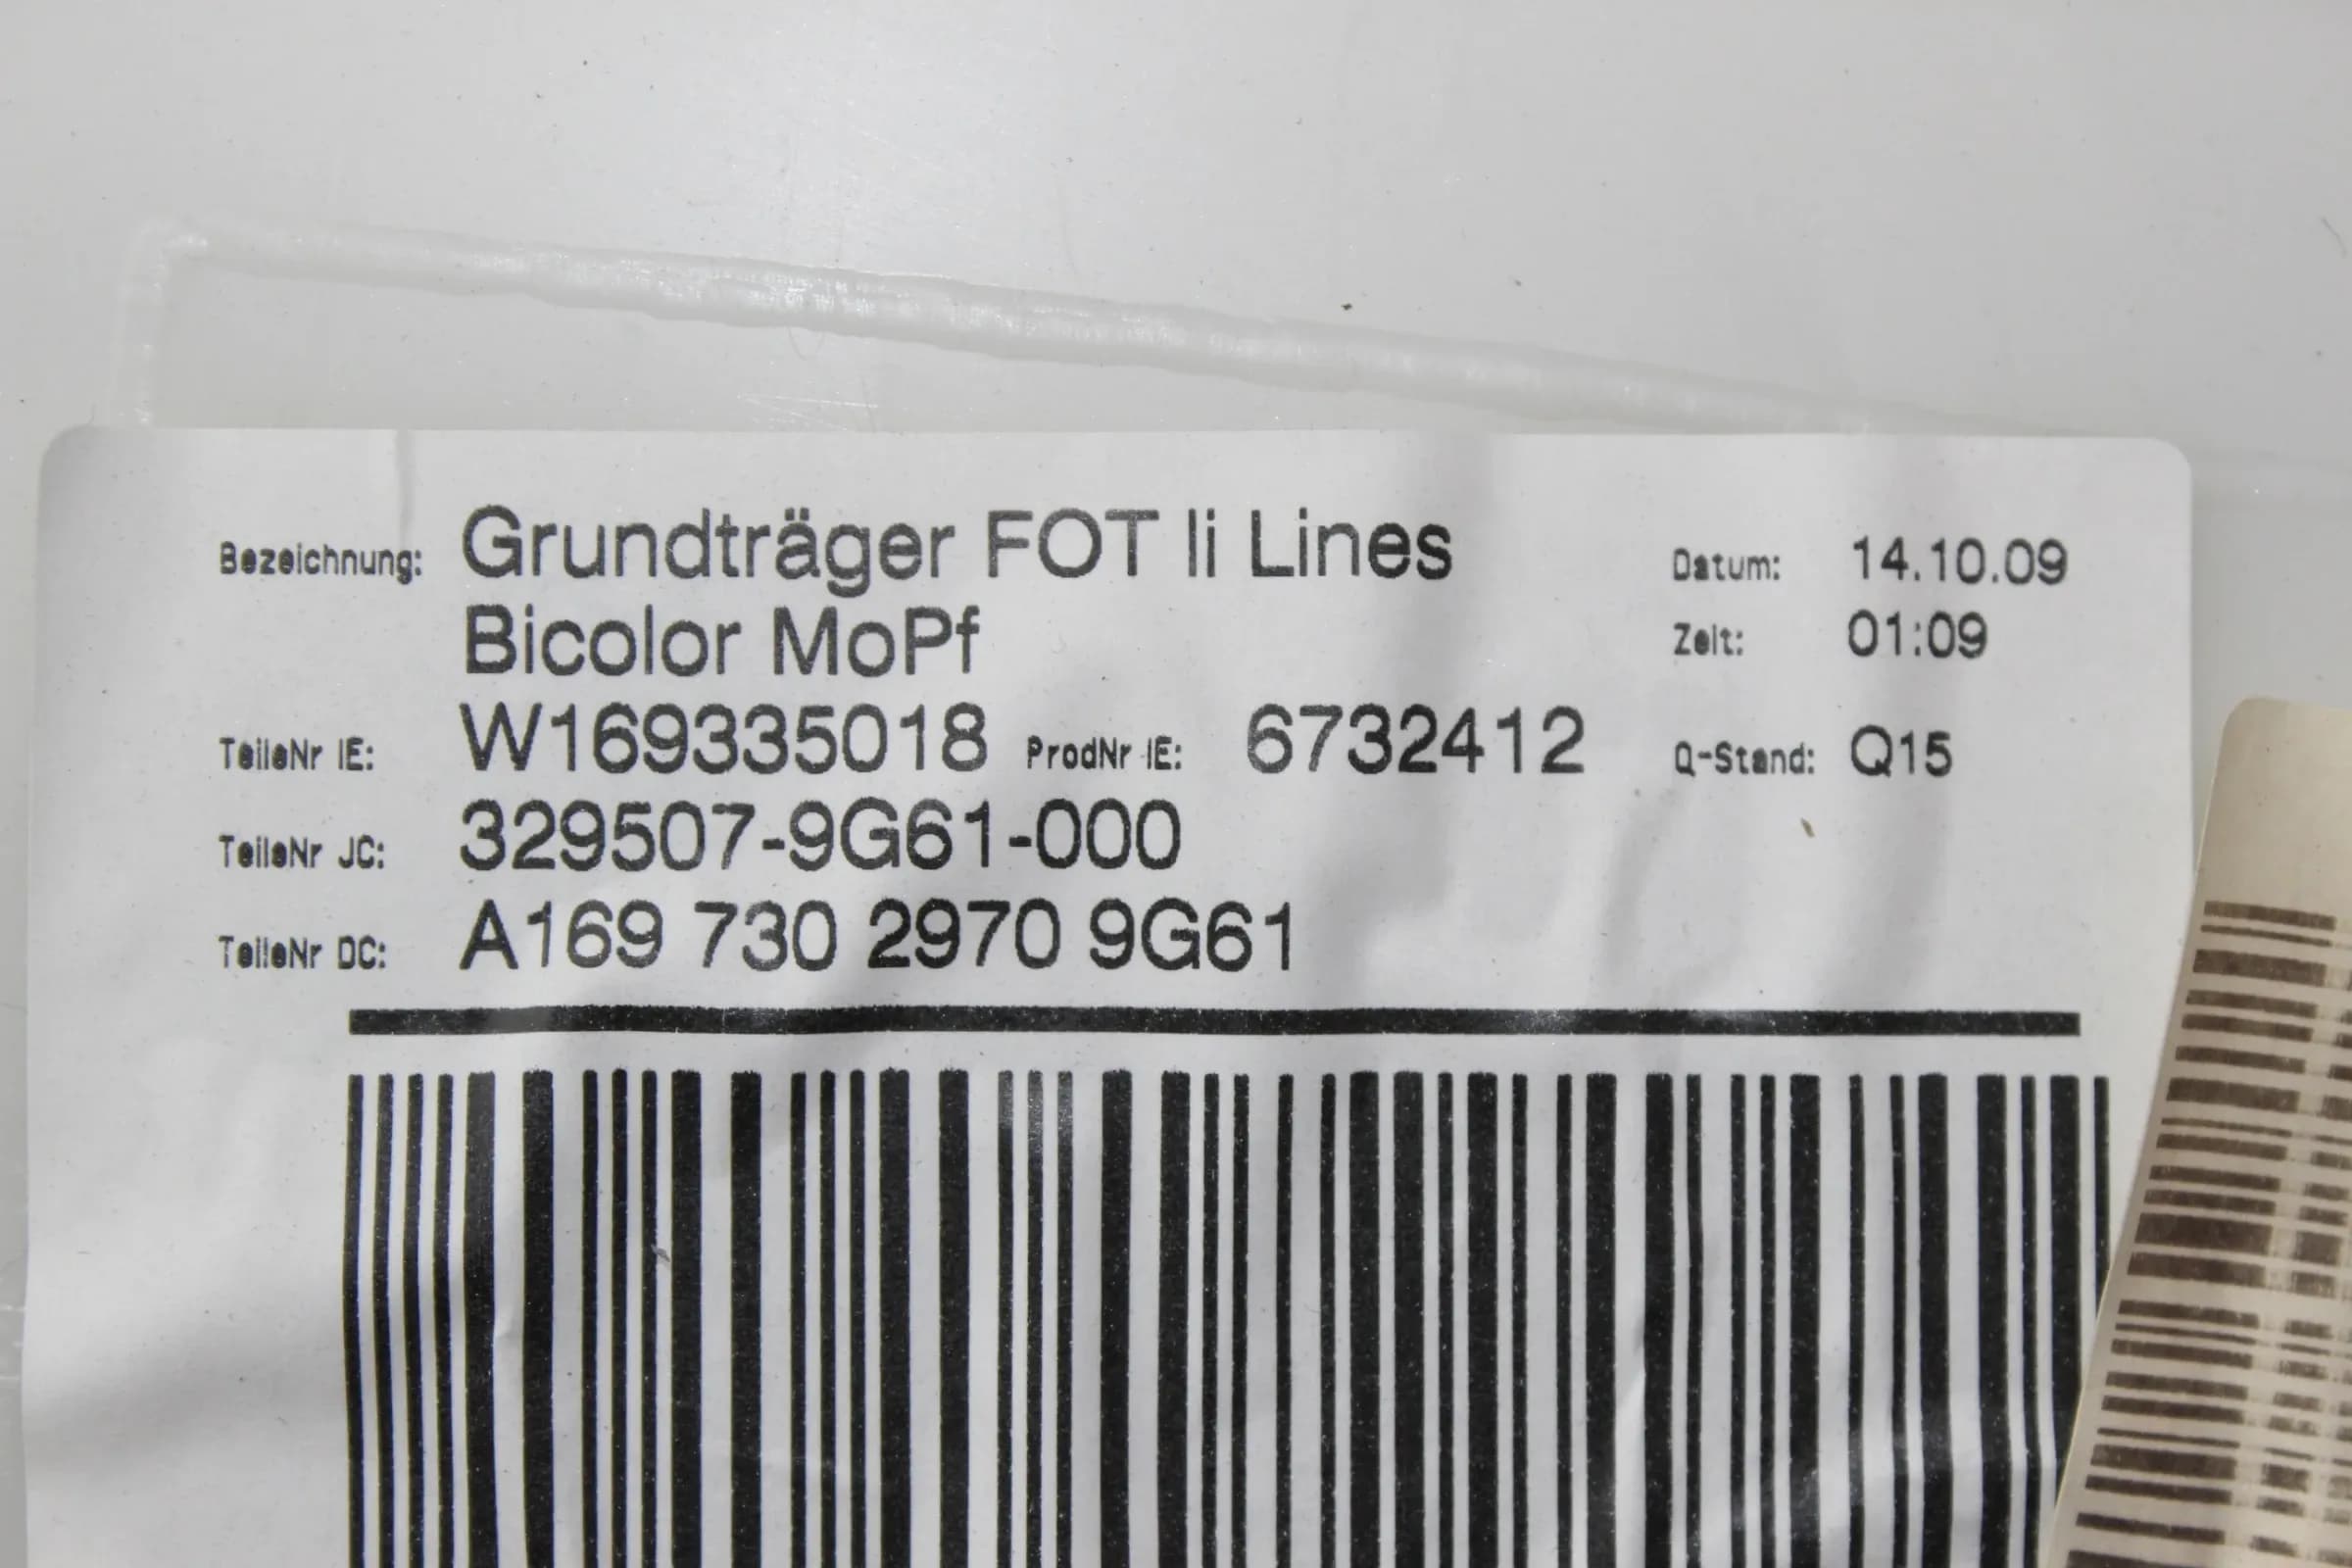 Bezeichnung: Grundträger FOT li Lines Datum: 14.10.09
Bicolor MoPf Zeit: 01:09
TeileNr IE: W169335018 ProdNr IE: 6732412 Q-Stand: Q15
TeileNr JC: 329507-9G61-000
TeileNr DC: A169 730 2970 9G61